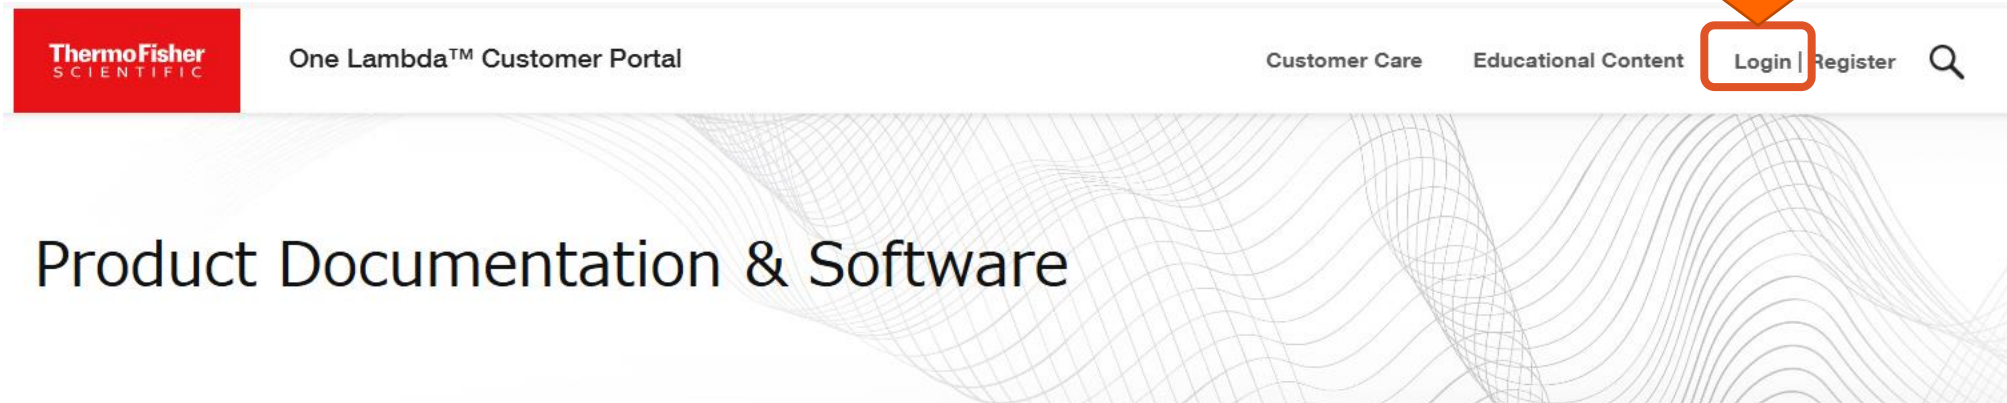 ThermoFisher
SCIENTIFIC
One Lambda™ Customer Portal
Customer Care
Educational Content
Login | Register
Product Documentation & Software